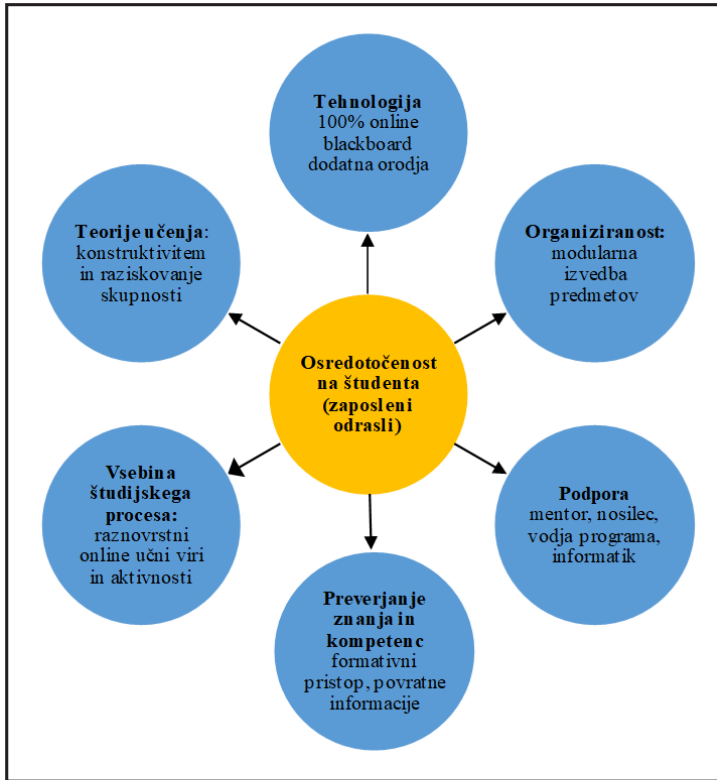 Tehnologija
100% online
blackboard
dodatna orodja
Teorije učenja:
konstruktivitem
in raziskovanje
skupnosti
Organiziranost:
modularna
izvedba
predmetov
Osredotočenost
na študenta
(zaposleni
odrasli)
Vsebina
študijskega
procesa:
raznovrstni
online učni viri
in aktivnosti
Podpora
mentor, nosilec,
vodja programa,
informatik
Preverjanje
znanja in
kompetenc
formativni
pristop, povratne
informacije